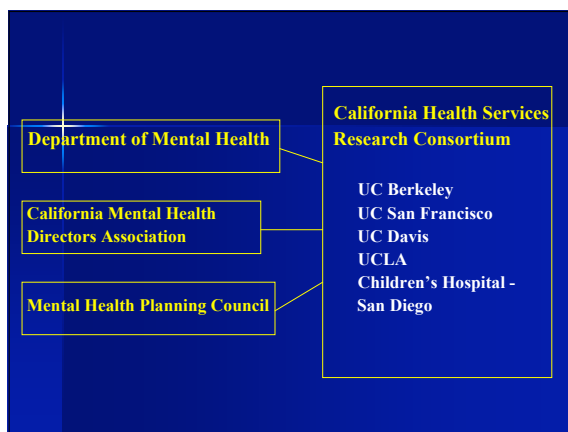 Department of Mental Health
California Mental Health
Directors Association
Mental Health Planning Council
California Health Services
Research Consortium
UC Berkeley
UC San Francisco
UC Davis
UCLA
Children’s Hospital -
San Diego